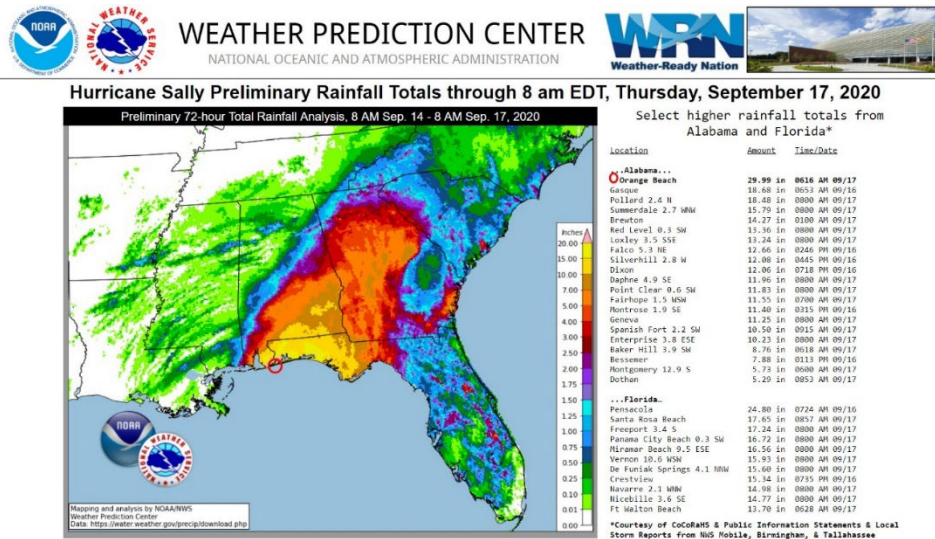 NOAA
NATIONAL WEATHER SERVICE
WEATHER PREDICTION CENTER
NATIONAL OCEANIC AND ATMOSPHERIC ADMINISTRATION
WRN
Weather-Ready Nation
Hurricane Sally Preliminary Rainfall Totals through 8 am EDT, Thursday, September 17, 2020
Preliminary 72-hour Total Rainfall Analysis, 8 AM Sep. 14 - 8 AM Sep. 17, 2020
Inches
20.00
15.00
10.00
7.00
5.00
4.00
3.00
2.50
2.00
1.75
1.50
1.25
1.00
0.75
0.50
0.25
0.10
0.01
0.00
NOAA
Mapping and analysis by NOAA/NWS
Weather Prediction Center
Data: https://water.weather.gov/precip/download.php
Select higher rainfall totals from
Alabama and Florida*
Location Amount Time/Date
...Alabama...
Orange Beach 29.99 in 0616 AM 09/17
Gasque 18.68 in 0653 AM 09/16
Pollard 2.4 N 18.48 in 0800 AM 09/17
Summerdale 2.7 WNW 15.79 in 0800 AM 09/17
Brewton 14.27 in 0100 AM 09/17
Red Level 0.3 SW 13.36 in 0800 AM 09/17
Loxley 3.5 SSE 13.24 in 0800 AM 09/17
Falco 5.3 NE 12.66 in 0246 PM 09/16
Silverhill 2.8 W 12.08 in 0445 PM 09/16
Dixon 12.06 in 0718 PM 09/16
Daphne 4.9 SE 11.96 in 0800 AM 09/17
Point Clear 0.6 SW 11.83 in 0800 AM 09/17
Fairhope 1.5 WSW 11.55 in 0700 AM 09/17
Montrose 1.9 SE 11.40 in 0315 PM 09/16
Geneva 11.25 in 0800 AM 09/17
Spanish Fort 2.2 SW 10.50 in 0915 AM 09/17
Enterprise 3.8 ESE 10.23 in 0800 AM 09/17
Baker Hill 3.9 SW 8.76 in 0618 AM 09/17
Bessemer 7.88 in 0113 PM 09/16
Montgomery 12.9 S 5.73 in 0600 AM 09/17
Dothan 5.29 in 0853 AM 09/17
...Florida…
Pensacola 24.80 in 0724 AM 09/16
Santa Rosa Beach 17.65 in 0857 AM 09/17
Freeport 3.4 S 17.24 in 0800 AM 09/17
Panama City Beach 0.3 SW 16.72 in 0800 AM 09/17
Miramar Beach 9.5 ESE 16.56 in 0800 AM 09/17
Vernon 10.6 WSW 15.93 in 0800 AM 09/17
De Funiak Springs 4.1 NNW 15.60 in 0800 AM 09/17
Crestview 15.34 in 0735 PM 09/16
Navarre 2.1 WNW 14.98 in 0800 AM 09/17
Nicebille 3.6 SE 14.77 in 0800 AM 09/17
Ft Walton Beach 13.70 in 0628 AM 09/17
*Courtesy of CoCoRaHS & Public Information Statements & Local
Storm Reports from NWS Mobile, Birmingham, & Tallahassee